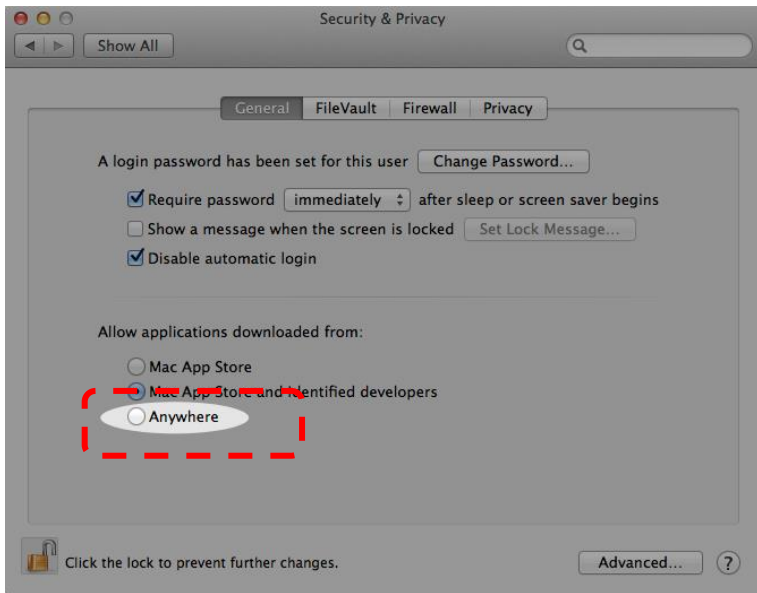 Security & Privacy
Show All
General FileVault Firewall Privacy
A login password has been set for this user Change Password...
Require password immediately after sleep or screen saver begins
Show a message when the screen is locked Set Lock Message...
Disable automatic login
Allow applications downloaded from:
Mac App Store
Mac App Store and identified developers
Anywhere
Click the lock to prevent further changes. Advanced... ?